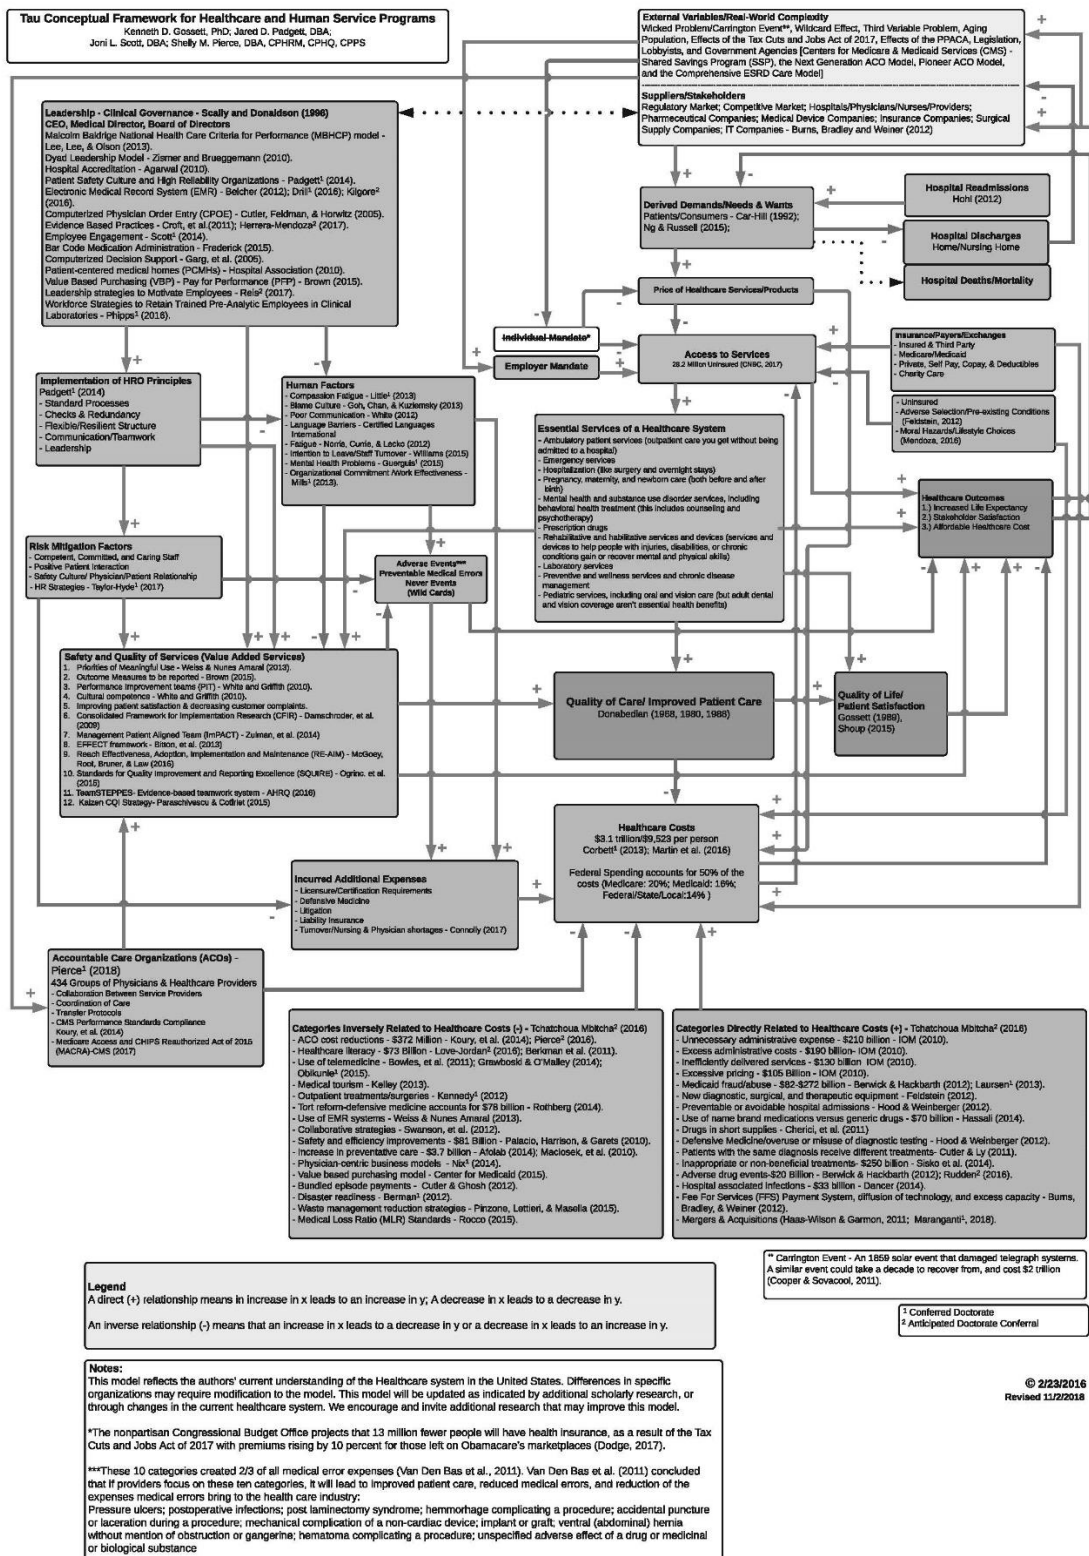 Tau Conceptual Framework for Healthcare and Human Service Programs
Kenneth D. Gossett, PhD; Jared D. Padgett, DBA;
Joni L. Scott, DBA; Shelly M. Pierce, DBA, CPHRM, CPHQ, CPPS
External Variables/Real-World Complexity
Wicked Problem/Carrington Event**, Wildcard Effect, Third Variable Problem, Aging
Population, Effects of the Tax Cuts and Jobs Act of 2017, Effects of the PPACA, Legislation,
Lobbyists, and Government Agencies [Centers for Medicare & Medicaid Services (CMS) -
Shared Savings Program (SSP), the Next Generation ACO Model, Pioneer ACO Model,
and the Comprehensive ESRD Care Model]
Suppliers/Stakeholders
Regulatory Market; Competitive Market; Hospitals/Physicians/Nurses/Providers;
Pharmaceutical Companies; Medical Device Companies; Insurance Companies; Surgical
Supply Companies; IT Companies - Burns, Bradley and Weiner (2012)
Leadership - Clinical Governance - Scally and Donaldson (1998)
CEO, Medical Director, Board of Directors
Malcolm Baldrige National Health Care Criteria for Performance (MBHCP) model -
Lee, Lee, & Olson (2013).
Dyad Leadership Model - Zismer and Brueggemann (2010).
Hospital Accreditation - Agarwal (2010).
Patient Safety Culture and High Reliability Organizations - Padgett¹ (2014).
Electronic Medical Record System (EMR) - Belcher (2012); Drill¹ (2016); Kilgore²
(2016).
Computerized Physician Order Entry (CPOE) - Cutler, Feldman, & Horwitz (2005).
Evidence Based Practices - Croft, et al.(2011); Herrera-Mendoza² (2017).
Employee Engagement - Scott¹ (2014).
Bar Code Medication Administration - Frederick (2015).
Computerized Decision Support - Garg, et al. (2005).
Patient-centered medical homes (PCMHs) - Hospital Association (2010).
Value Based Purchasing (VBP) - Pay for Performance (PFP) - Brown (2015).
Leadership strategies to Motivate Employees - Reis² (2017).
Workforce Strategies to Retain Trained Pre-Analytic Employees in Clinical
Laboratories - Phipps¹ (2016).
Derived Demands/Needs & Wants
Patients/Consumers - Car-Hill (1992);
Ng & Russell (2015);
Hospital Readmissions
Hohl (2012)
Hospital Discharges
Home/Nursing Home
Hospital Deaths/Mortality
Price of Healthcare Services/Products
Individual Mandate*
Employer Mandate
Access to Services
28.2 Million Uninsured (CNBC, 2017)
Insurance/Payers/Exchanges
- Insured & Third Party
- Medicare/Medicaid
- Private, Self Pay, Copay, & Deductibles
- Charity Care
- Uninsured
- Adverse Selection/Pre-existing Conditions
(Feldstein, 2012)
- Moral Hazards/Lifestyle Choices
(Mendoza, 2016)
Implementation of HRO Principles
Padgett¹ (2014)
- Standard Processes
- Checks & Redundancy
- Flexible/Resilient Structure
- Communication/Teamwork
- Leadership
Human Factors
- Compassion Fatigue - Little¹ (2013)
- Blame Culture - Goh, Chan, & Kuziemsky (2013)
- Poor Communication - White (2012)
- Language Barriers - Certified Languages
International
- Fatigue - Norris, Currie, & Lecko (2012)
- Intention to Leave/Staff Turnover - Williams (2015)
- Mental Health Problems - Guerguis¹ (2015)
- Organizational Commitment /Work Effectiveness -
Mills¹ (2013).
Essential Services of a Healthcare System
- Ambulatory patient services (outpatient care you get without being
admitted to a hospital)
- Emergency services
- Hospitalization (like surgery and overnight stays)
- Pregnancy, maternity, and newborn care (both before and after
birth)
- Mental health and substance use disorder services, including
behavioral health treatment (this includes counseling and
psychotherapy)
- Prescription drugs
- Rehabilitative and habilitative services and devices (services and
devices to help people with injuries, disabilities, or chronic
conditions gain or recover mental and physical skills)
- Laboratory services
- Preventive and wellness services and chronic disease
management
- Pediatric services, including oral and vision care (but adult dental
and vision coverage aren't essential health benefits)
Healthcare Outcomes
1.) Increased Life Expectancy
2.) Stakeholder Satisfaction
3.) Affordable Healthcare Cost
Risk Mitigation Factors
- Competent, Committed, and Caring Staff
- Positive Patient Interaction
- Safety Culture/ Physician/Patient Relationship
- HR Strategies - Taylor-Hyde¹ (2017)
Adverse Events***
Preventable Medical Errors
Never Events
(Wild Cards)
Safety and Quality of Services (Value Added Services)
1. Priorities of Meaningful Use - Weiss & Nunes Amaral (2013).
2. Outcome Measures to be reported - Brown (2015).
3. Performance improvement teams (PIT) - White and Griffith (2010).
4. Cultural competence - White and Griffith (2010).
5. Improving patient satisfaction & decreasing customer complaints.
6. Consolidated Framework for Implementation Research (CFIR) - Damschroder, et al.
(2009)
7. Management Patient Aligned Team (ImPACT) - Zulman, et al. (2014)
8. EFFECT framework - Bitton, et al. (2013)
9. Reach Effectiveness, Adoption, Implementation and Maintenance (RE-AIM) - McGoey,
Root, Bruner, & Law (2016)
10. Standards for Quality Improvement and Reporting Excellence (SQUIRE) - Ogrinc. et al.
(2015)
11. TeamSTEPPES- Evidence-based teamwork system - AHRQ (2016)
12. Kaizen CQI Strategy- Paraschivescu & Cotîrlet (2015)
Quality of Care/ Improved Patient Care
Donabedian (1968, 1980, 1988)
Quality of Life/
Patient Satisfaction
Gossett (1989),
Shoup (2015)
Healthcare Costs
$3.1 trillion/$9,523 per person
Corbett¹ (2013); Martin et al. (2016)
Federal Spending accounts for 50% of the
costs (Medicare: 20%; Medicaid: 16%;
Federal/State/Local:14% )
Incurred Additional Expenses
- Licensure/Certification Requirements
- Defensive Medicine
- Litigation
- Liability Insurance
- Turnover/Nursing & Physician shortages - Connolly (2017)
Accountable Care Organizations (ACOs) -
Pierce¹ (2018)
434 Groups of Physicians & Healthcare Providers
- Collaboration Between Service Providers
- Coordination of Care
- Transfer Protocols
- CMS Performance Standards Compliance
Koury, et al. (2014)
- Medicare Access and CHIPS Reauthorized Act of 2015
(MACRA)-CMS (2017)
Categories Inversely Related to Healthcare Costs (-) - Tchatchoua Mbitcha² (2016)
- ACO cost reductions - $372 Million - Koury, et al. (2014); Pierce² (2016).
- Healthcare literacy - $73 Billion - Love-Jordan² (2016); Berkman et al. (2011).
- Use of telemedicine - Bowles, et al. (2011); Grawboski & O'Malley (2014);
Obikunle¹ (2015).
- Medical tourism - Kelley (2013).
- Outpatient treatments/surgeries - Kannedy¹ (2012)
- Tort reform-defensive medicine accounts for $78 billion - Rothberg (2014).
- Use of EMR systems - Weiss & Nunes Amaral (2013).
- Collaborative strategies - Swanson, et al. (2012).
- Safety and efficiency improvements - $81 Billion - Palacio, Harrison, & Garets (2010).
- Increase in preventative care - $3.7 billion - Afolab (2014); Maciosek, et al. (2010).
- Physician-centric business models - Nix¹ (2014).
- Value based purchasing model - Center for Medicaid (2015).
- Bundled episode payments - Cutler & Ghosh (2012).
- Disaster readiness - Berman¹ (2012).
- Waste management reduction strategies - Pinzone, Lettieri, & Masella (2015).
- Medical Loss Ratio (MLR) Standards - Rocco (2015).
Categories Directly Related to Healthcare Costs (+) - Tchatchoua Mbitcha² (2016)
- Unnecessary administrative expense - $210 billion - IOM (2010).
- Excess administrative costs - $190 billion- IOM (2010).
- Inefficiently delivered services - $130 billion IOM (2010).
- Excessive pricing - $105 Billion - IOM (2010).
- Medicaid fraud/abuse - $82-$272 billion - Berwick & Hackbarth (2012); Laursen¹ (2013).
- New diagnostic, surgical, and therapeutic equipment - Feldstein (2012).
- Preventable or avoidable hospital admissions - Hood & Weinberger (2012).
- Use of name brand medications versus generic drugs - $70 billion - Hassali (2014).
- Drugs in short supplies - Cherici, et al. (2011)
- Defensive Medicine/overuse or misuse of diagnostic testing - Hood & Weinberger (2012).
- Patients with the same diagnosis receive different treatments- Cutler & Ly (2011).
- Inappropriate or non-beneficial treatments- $250 billion - Sisko et al. (2014).
- Adverse drug events-$20 Billion - Berwick & Hackbarth (2012); Rudden² (2016).
- Hospital associated infections - $33 billion - Dancer (2014).
- Fee For Services (FFS) Payment System, diffusion of technology, and excess capacity - Burns,
Bradley, & Weiner (2012).
- Mergers & Acquisitions (Haas-Wilson & Garmon, 2011; Maranganti¹, 2018).
** Carrington Event - An 1859 solar event that damaged telegraph systems.
A similar event could take a decade to recover from, and cost $2 trillion
(Cooper & Sovacool, 2011).
¹ Conferred Doctorate
² Anticipated Doctorate Conferral
Legend
A direct (+) relationship means in increase in x leads to an increase in y; A decrease in x leads to a decrease in y.
An inverse relationship (-) means that an increase in x leads to a decrease in y or a decrease in x leads to an increase in y.
Notes:
This model reflects the authors' current understanding of the Healthcare system in the United States. Differences in specific
organizations may require modification to the model. This model will be updated as indicated by additional scholarly research, or
through changes in the current healthcare system. We encourage and invite additional research that may improve this model.
*The nonpartisan Congressional Budget Office projects that 13 million fewer people will have health insurance, as a result of the Tax
Cuts and Jobs Act of 2017 with premiums rising by 10 percent for those left on Obamacare's marketplaces (Dodge, 2017).
***These 10 categories created 2/3 of all medical error expenses (Van Den Bas et al., 2011). Van Den Bas et al. (2011) concluded
that if providers focus on these ten categories, it will lead to improved patient care, reduced medical errors, and reduction of the
expenses medical errors bring to the health care industry:
Pressure ulcers; postoperative infections; post laminectomy syndrome; hemmorhage complicating a procedure; accidental puncture
or laceration during a procedure; mechanical complication of a non-cardiac device; implant or graft; ventral (abdominal) hernia
without mention of obstruction or gangerine; hematoma complicating a procedure; unspecified adverse effect of a drug or medicinal
or biological substance
© 2/23/2016
Revised 11/2/2018